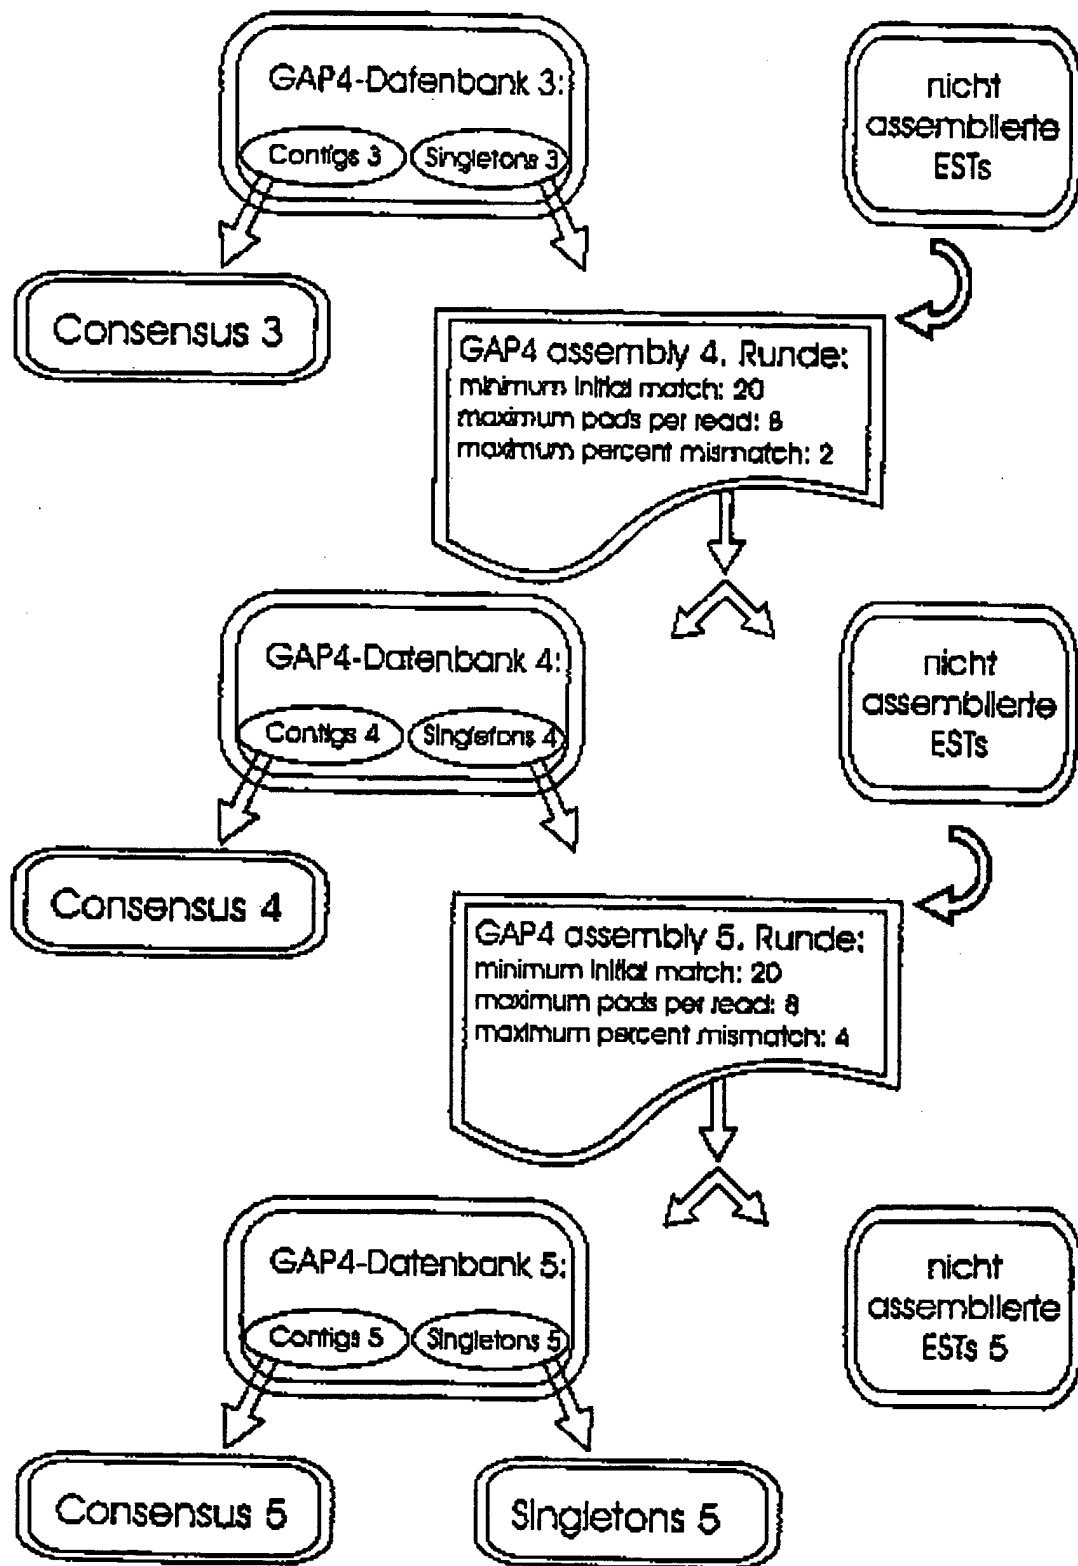 GAP4-Datenbank 3:
Contigs 3
Singletons 3
nicht
assemblierte
ESTs
Consensus 3
GAP4 assembly 4. Runde:
minimum initial match: 20
maximum pads per read: 8
maximum percent mismatch: 2
GAP4-Datenbank 4:
Contigs 4
Singletons 4
nicht
assemblierte
ESTs
Consensus 4
GAP4 assembly 5. Runde:
minimum initial match: 20
maximum pads per read: 8
maximum percent mismatch: 4
GAP4-Datenbank 5:
Contigs 5
Singletons 5
nicht
assemblierte
ESTs 5
Consensus 5
Singletons 5